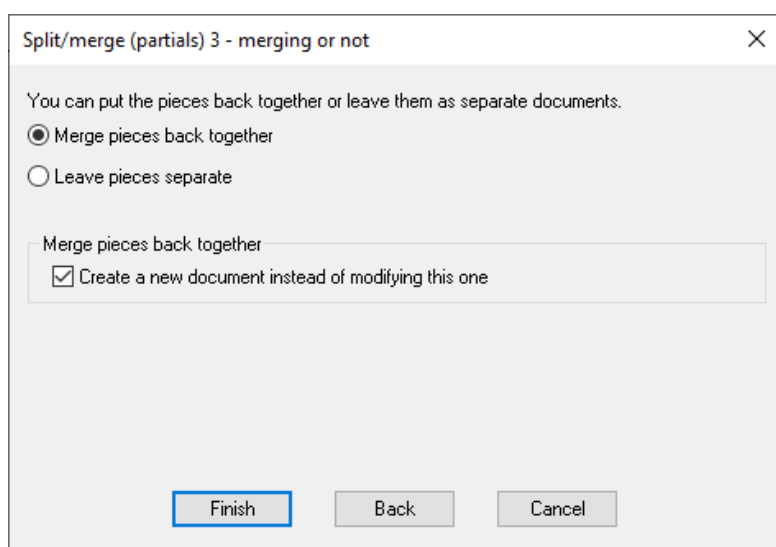 Split/merge (partials) 3 - merging or not
You can put the pieces back together or leave them as separate documents.
Merge pieces back together
Leave pieces separate
Merge pieces back together
Create a new document instead of modifying this one
Finish Back Cancel